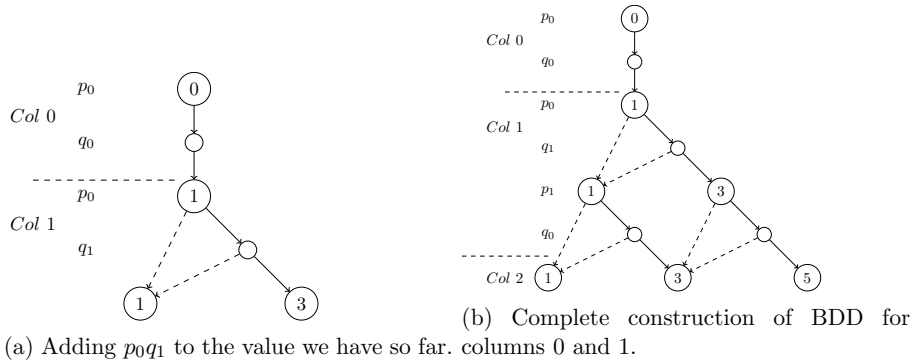 p₀
0
Col 0
q₀
p₀
1
Col 1
q₁
1
3
(a) Adding p₀q₁ to the value we have so far.
p₀
0
Col 0
q₀
p₀
1
Col 1
q₁
p₁
1
3
q₀
Col 2
1
3
5
(b) Complete construction of BDD for
columns 0 and 1.